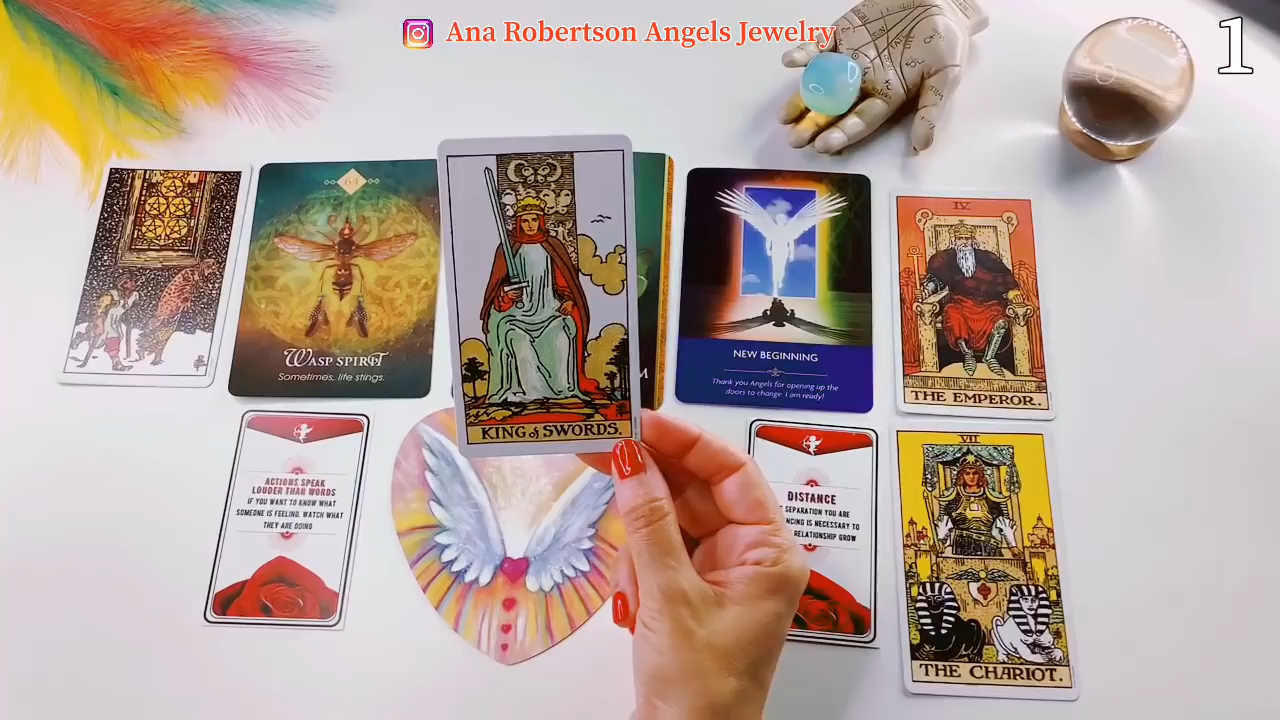 Ana Robertson Angels Jewelry
1
64
WASP SPIRIT
Sometimes, life stings.
KING of SWORDS.
M
NEW BEGINNING
Thank you Angels for opening up the
doors to change. I am ready!
IV
THE EMPEROR.
ACTIONS SPEAK
LOUDER THAN WORDS
IF YOU WANT TO KNOW WHAT
SOMEONE IS FEELING, WATCH WHAT
THEY ARE DOING
DISTANCE
SEPARATION YOU ARE
NCING IS NECESSARY TO
RELATIONSHIP GROW
VII
THE CHARIOT.